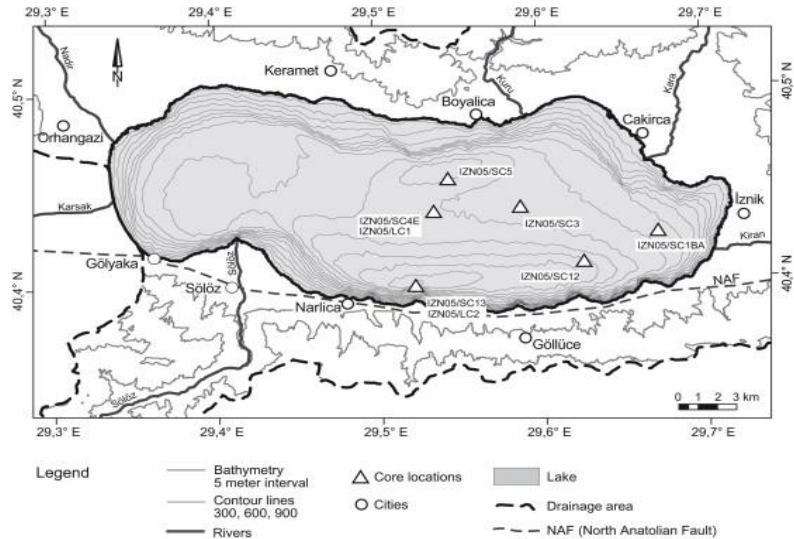 29,3° E
29,4° E
29,5° E
29,6° E
29,7° E
40,5° N
40,4° N
N
Nadir
Keramet
Kuru
Kara
40,5° N
Boyalica
Cakirca
Orhangazi
IZN05/SC5
İznik
Karsak
IZN05/SC4E
IZN05/LC1
IZN05/SC3
IZN05/SC1BA
Kiran
Gölyaka
Sölöz
IZN05/SC12
40,4° N
NAF
Sölöz
Narlica
IZN05/SC13
IZN05/LC2
Göllüce
Sölöz
0 1 2 3 km
29,3° E
29,4° E
29,5° E
29,6° E
29,7° E
Legend
Bathymetry
5 meter interval
Contour lines
300, 600, 900
Rivers
Core locations
Cities
Lake
Drainage area
NAF (North Anatolian Fault)